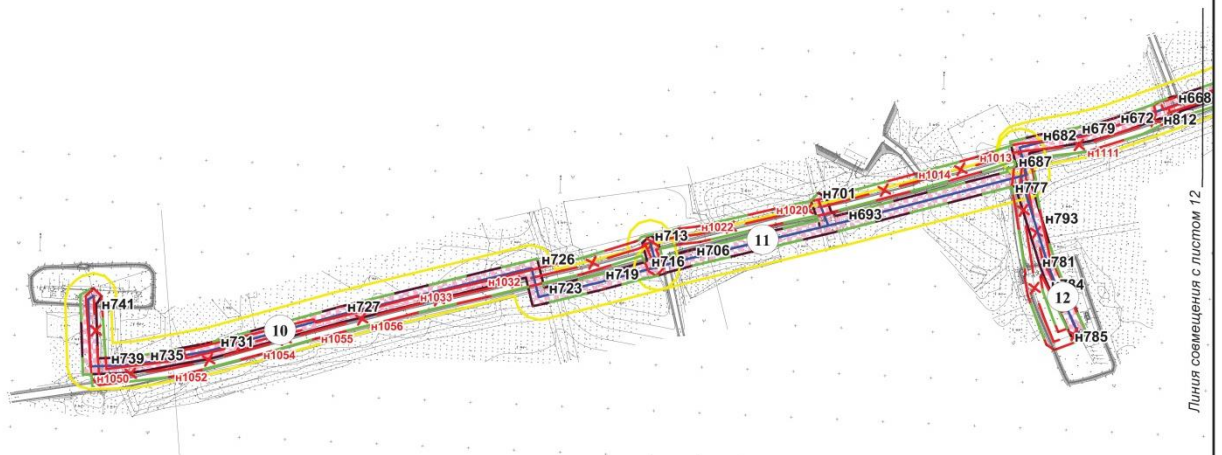 н668
н672
н812
н679
н682
н1111
н1013
н687
н1014
н777
н701
н1020
н693
н793
н1022
11
н713
н706
н716
н781
н726
н719
н784
12
н1032
н723
н785
н1033
н727
н741
10
н1056
н731
н1055
н735
н1054
н739
н1050
н1052
Линия совмещения с листом 12